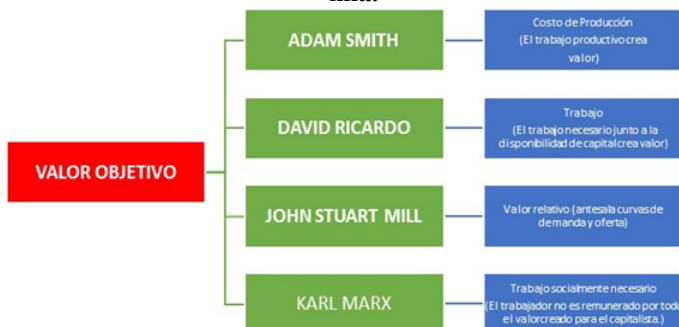 ADAM SMITH
Costo de Producción
(El trabajo productivo crea
valor)
DAVID RICARDO
Trabajo
(El trabajo necesario junto a la
disponibilidad de capital crea valor)
VALOR OBJETIVO
JOHN STUART MILL
Valor relativo (antesala curvas de
demanda y oferta)
KARL MARX
Trabajo socialmente necesario
(El trabajador no es remunerado por todo
el valor creado para el capitalista.)